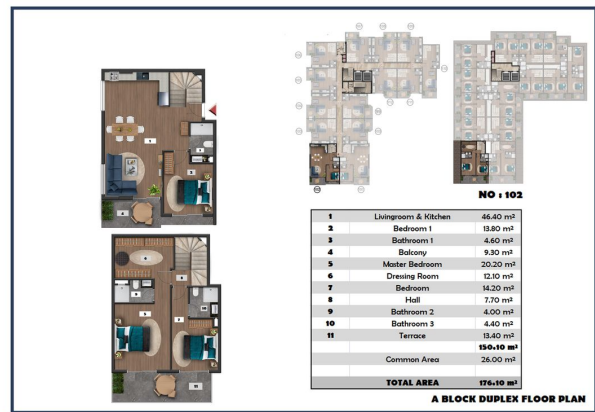 NO : 102
1 Livingroom & Kitchen 46.40 m²
2 Bedroom 1 13.80 m²
3 Bathroom 1 4.60 m²
4 Balcony 9.30 m²
5 Master Bedroom 20.20 m²
6 Dressing Room 12.10 m²
7 Bedroom 14.20 m²
8 Hall 7.70 m²
9 Bathroom 2 4.00 m²
10 Bathroom 3 4.40 m²
11 Terrace 13.40 m²
150.10 m²
Common Area 26.00 m²
TOTAL AREA 176.10 m²
A BLOCK DUPLEX FLOOR PLAN